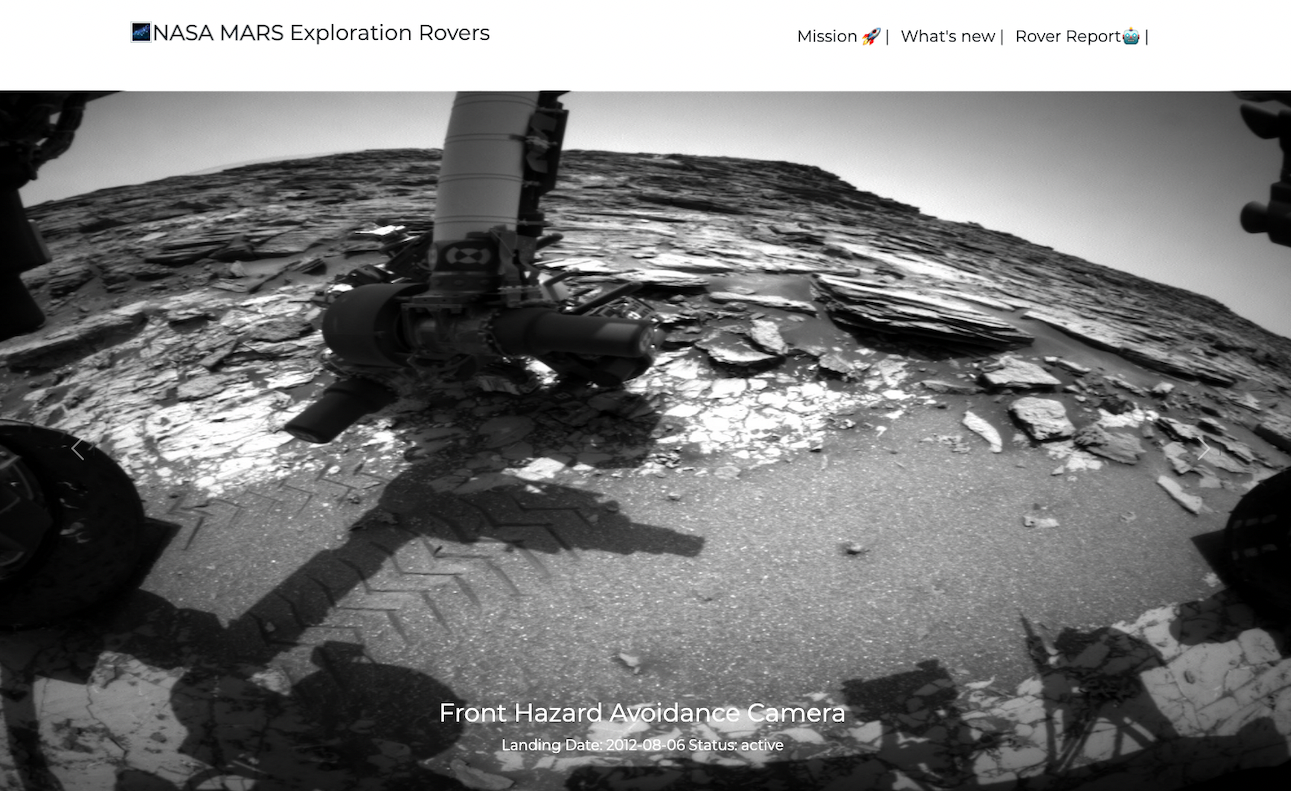 NASA MARS Exploration Rovers
Mission 🚀 | What's new | Rover Report🤖 |
Front Hazard Avoidance Camera
Landing Date: 2012-08-06 Status: active